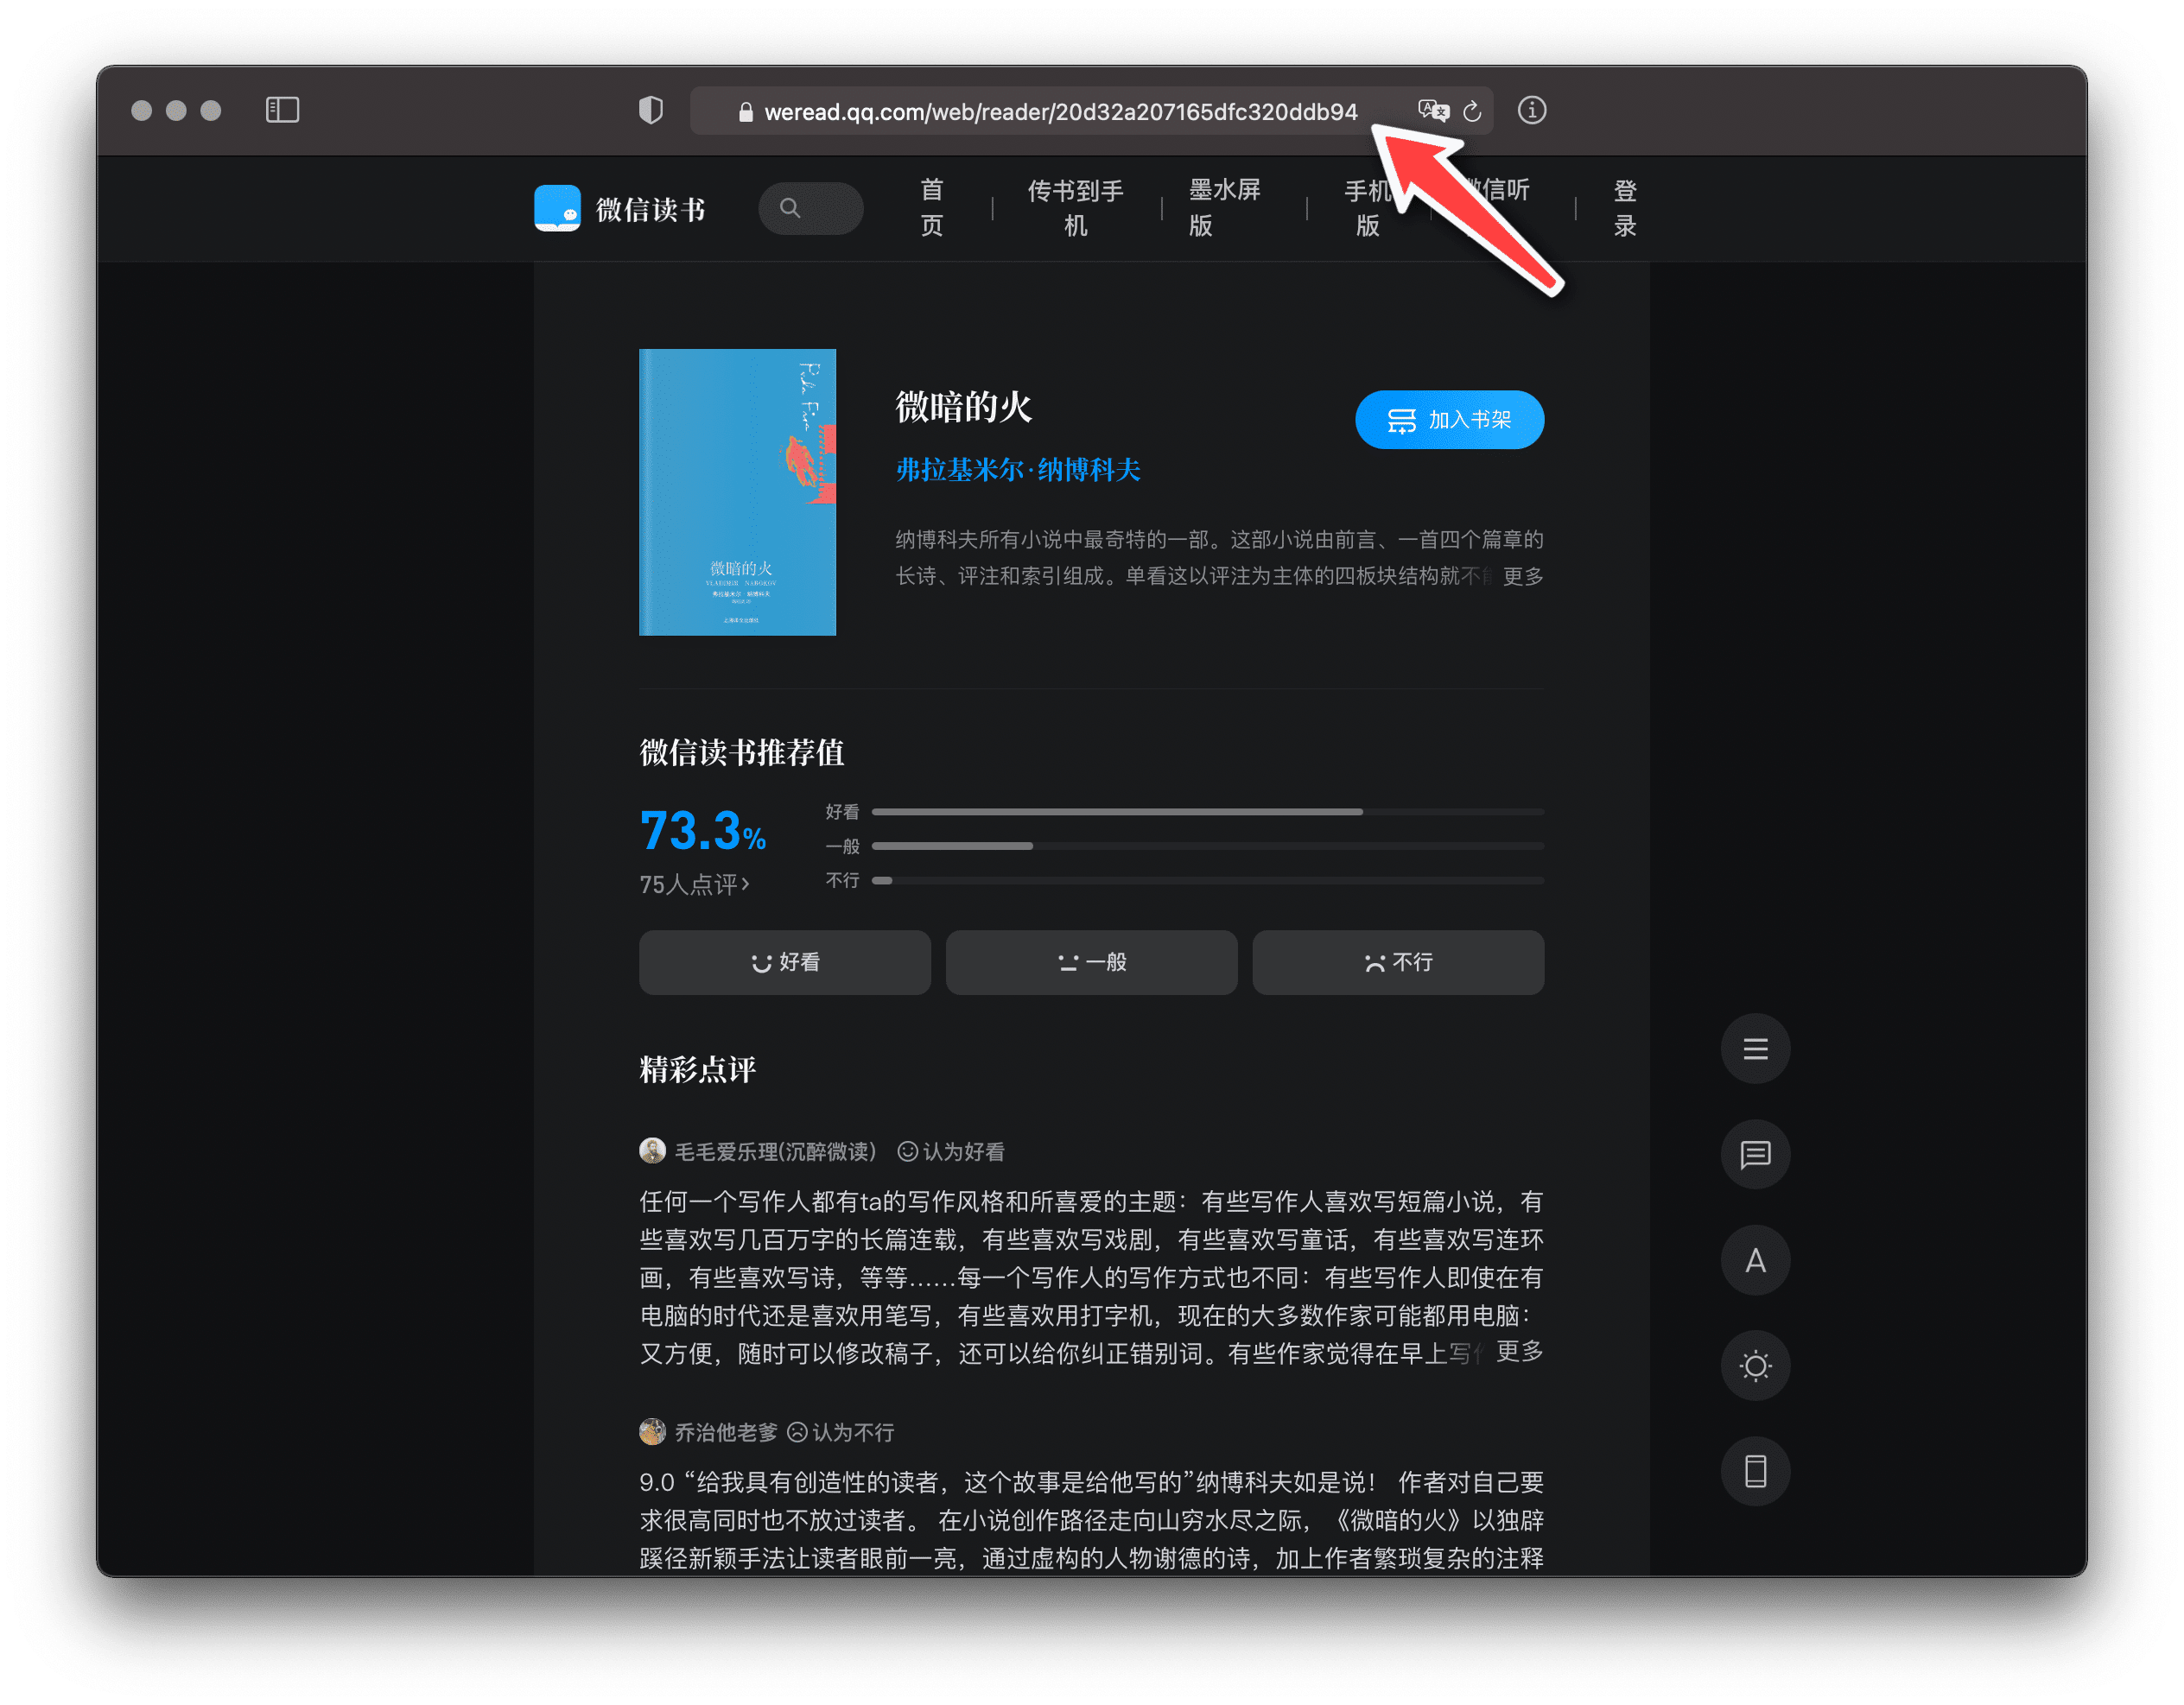 weread.qq.com/web/reader/20d32a207165dfc320ddb94
微信读书
首页
传书到手机
墨水屏版
手机版
信听
登录
微暗的火
VLADIMIR NABOKOV
弗拉基米尔·纳博科夫
上海译文出版社
Pale Fire
微暗的火
加入书架
弗拉基米尔·纳博科夫
纳博科夫所有小说中最奇特的一部。这部小说由前言、一首四个篇章的
长诗、评注和索引组成。单看这以评注为主体的四板块结构就不 更多
微信读书推荐值
73.3%
75人点评>
好看
一般
不行
好看
一般
不行
精彩点评
毛毛爱乐理(沉醉微读) 认为好看
任何一个写作人都有ta的写作风格和所喜爱的主题：有些写作人喜欢写短篇小说，有
些喜欢写几百万字的长篇连载，有些喜欢写戏剧，有些喜欢写童话，有些喜欢写连环
画，有些喜欢写诗，等等……每一个写作人的写作方式也不同：有些写作人即使在有
电脑的时代还是喜欢用笔写，有些喜欢用打字机，现在的大多数作家可能都用电脑：
又方便，随时可以修改稿子，还可以给你纠正错别词。有些作家觉得在早上写 更多
乔治他老爹 认为不行
9.0 “给我具有创造性的读者，这个故事是给他写的”纳博科夫如是说！ 作者对自己要
求很高同时也不放过读者。 在小说创作路径走向山穷水尽之际，《微暗的火》以独辟
蹊径新颖手法让读者眼前一亮，通过虚构的人物谢德的诗，加上作者繁琐复杂的注释
A